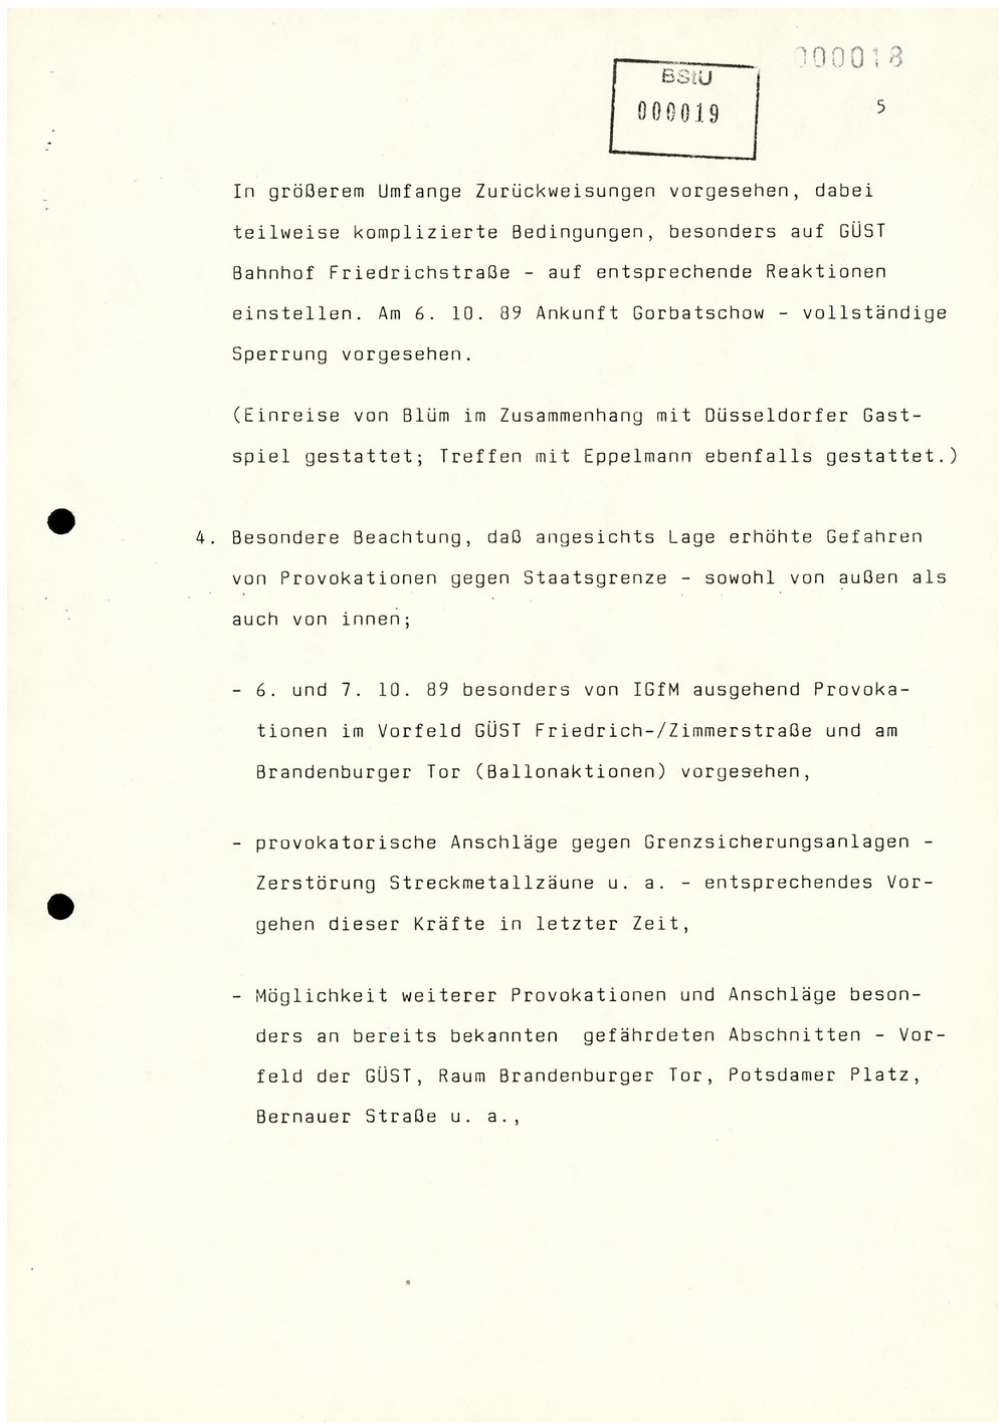 000018
BStU
000019
5
In größerem Umfange Zurückweisungen vorgesehen, dabei
teilweise komplizierte Bedingungen, besonders auf GÜST
Bahnhof Friedrichstraße - auf entsprechende Reaktionen
einstellen. Am 6. 10. 89 Ankunft Gorbatschow - vollständige
Sperrung vorgesehen.
(Einreise von Blüm im Zusammenhang mit Düsseldorfer Gast-
spiel gestattet; Treffen mit Eppelmann ebenfalls gestattet.)
4. Besondere Beachtung, daß angesichts Lage erhöhte Gefahren
von Provokationen gegen Staatsgrenze - sowohl von außen als
auch von innen;
- 6. und 7. 10. 89 besonders von IGfM ausgehend Provoka-
tionen im Vorfeld GÜST Friedrich-/Zimmerstraße und am
Brandenburger Tor (Ballonaktionen) vorgesehen,
- provokatorische Anschläge gegen Grenzsicherungsanlagen -
Zerstörung Streckmetallzäune u. a. - entsprechendes Vor-
gehen dieser Kräfte in letzter Zeit,
- Möglichkeit weiterer Provokationen und Anschläge beson-
ders an bereits bekannten gefährdeten Abschnitten - Vor-
feld der GÜST, Raum Brandenburger Tor, Potsdamer Platz,
Bernauer Straße u. a.,